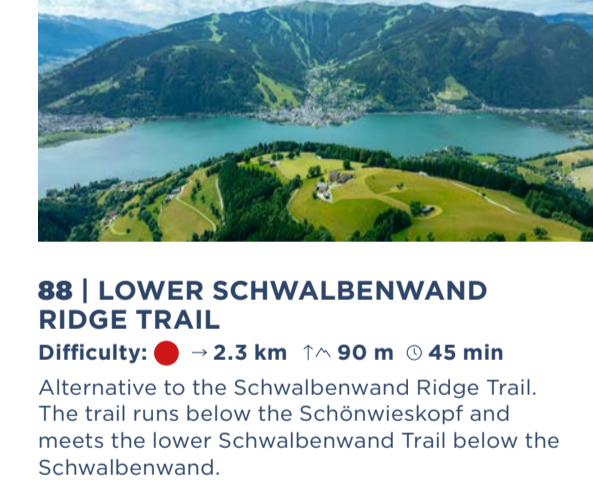 88 | LOWER SCHWALBENWAND
RIDGE TRAIL
Difficulty: → 2.3 km ↑ 90 m 45 min
Alternative to the Schwalbenwand Ridge Trail.
The trail runs below the Schönwieskopf and
meets the lower Schwalbenwand Trail below the
Schwalbenwand.